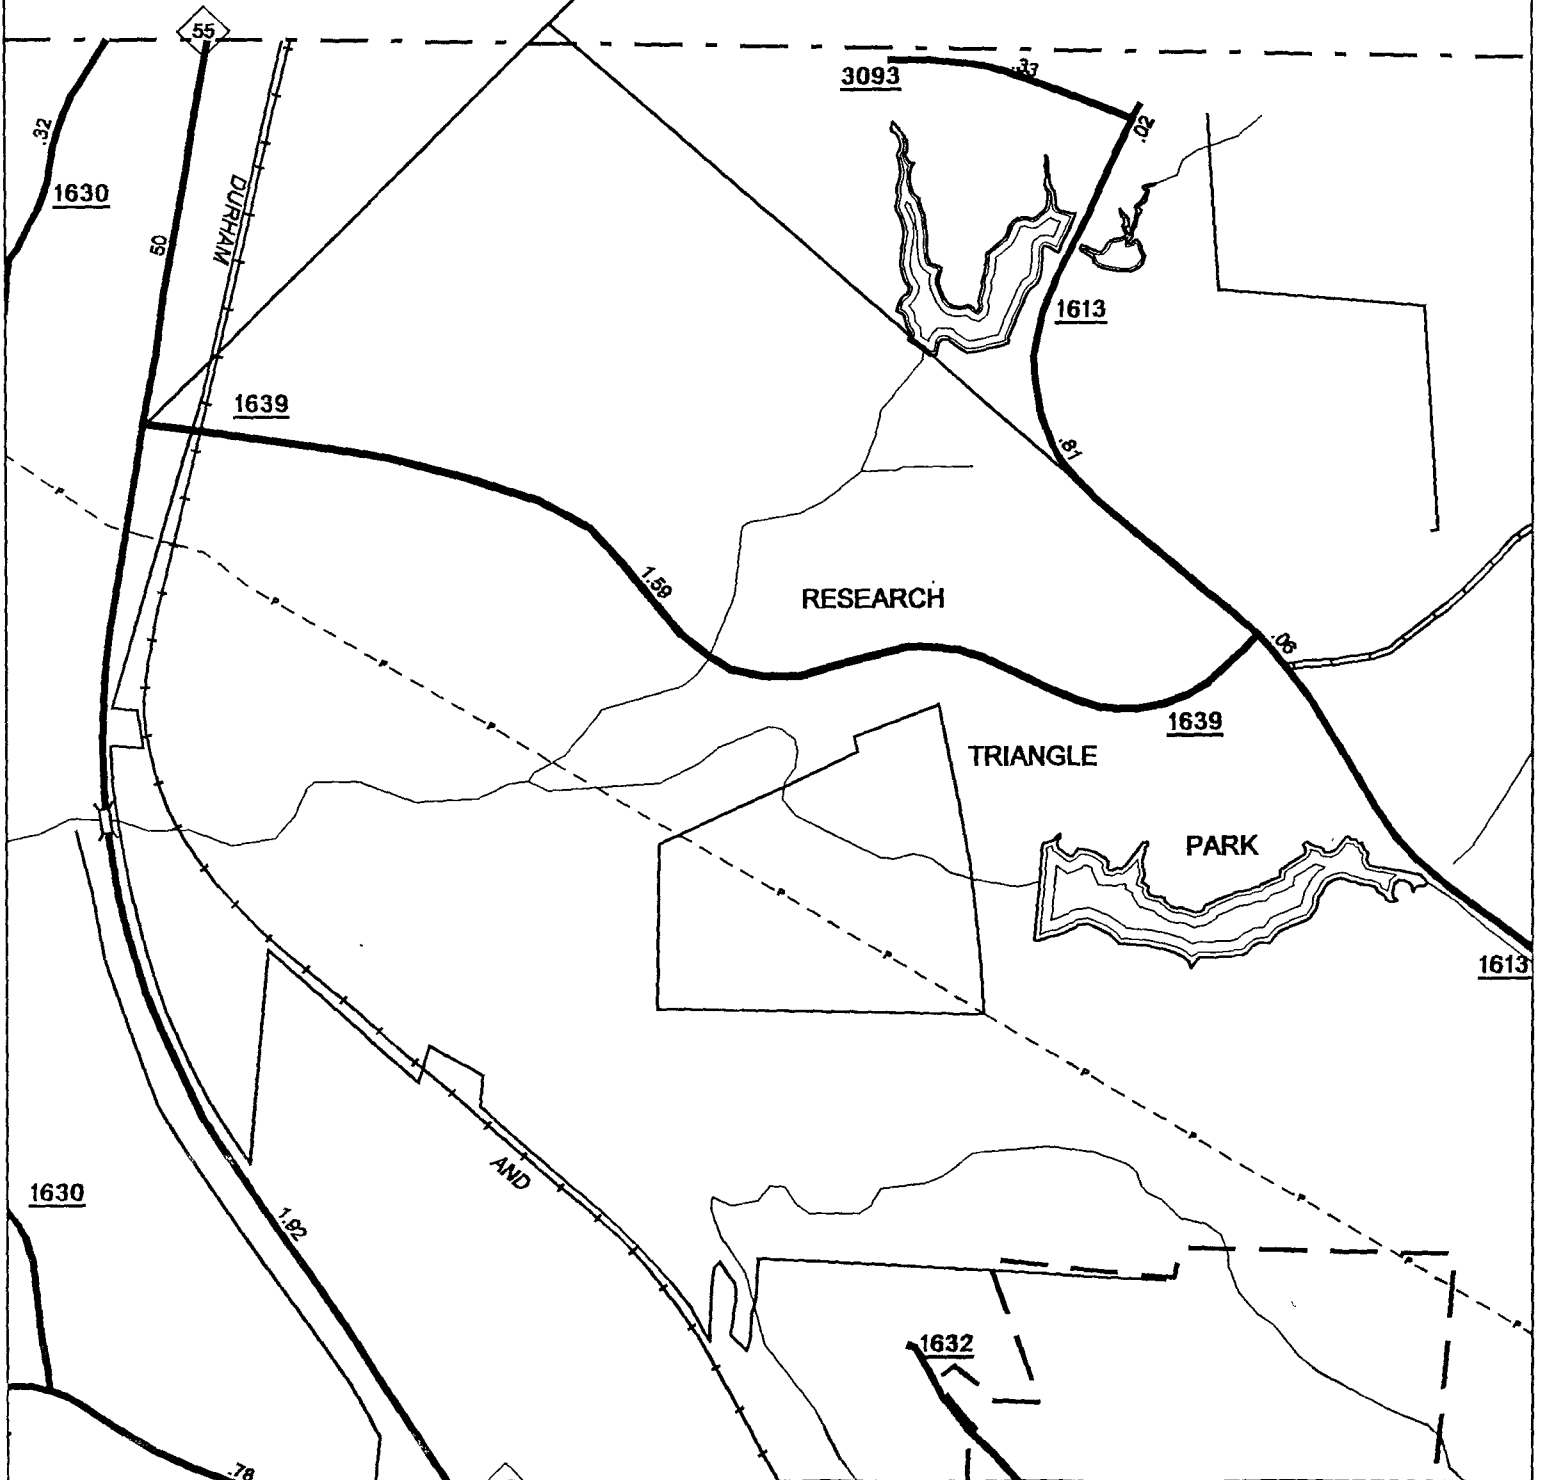 55
3093
.33
.02
.32
1630
50
DURHAM
1613
1639
.81
P
1.59
RESEARCH
P
.06
P
1639
P
TRIANGLE
PARK
P
P
1613
P
AND
P
1630
P
1.92
P
P
1632
.78